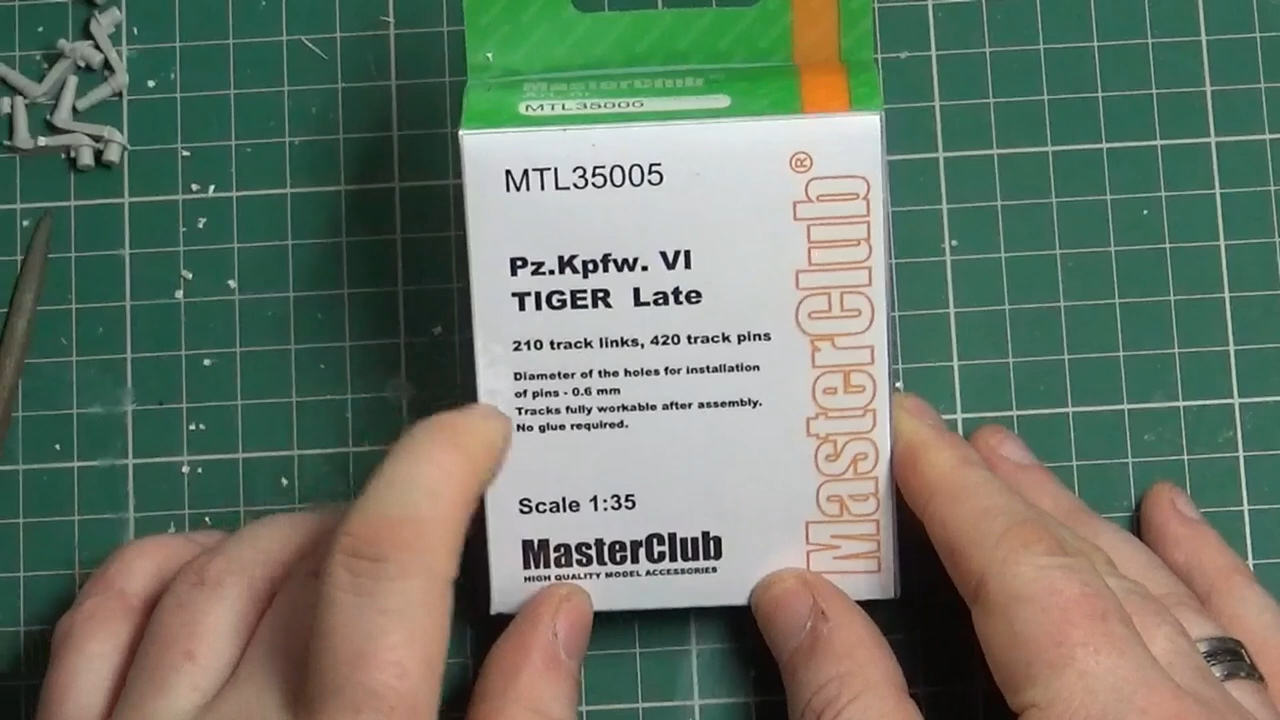 MasterClub
MTL35005
MTL35005
Pz.Kpfw. VI
TIGER Late
210 track links, 420 track pins
Diameter of the holes for installation
of pins - 0.6 mm
Tracks fully workable after assembly.
No glue required.
Scale 1:35
MasterClub
HIGH QUALITY MODEL ACCESSORIES
MasterClub®